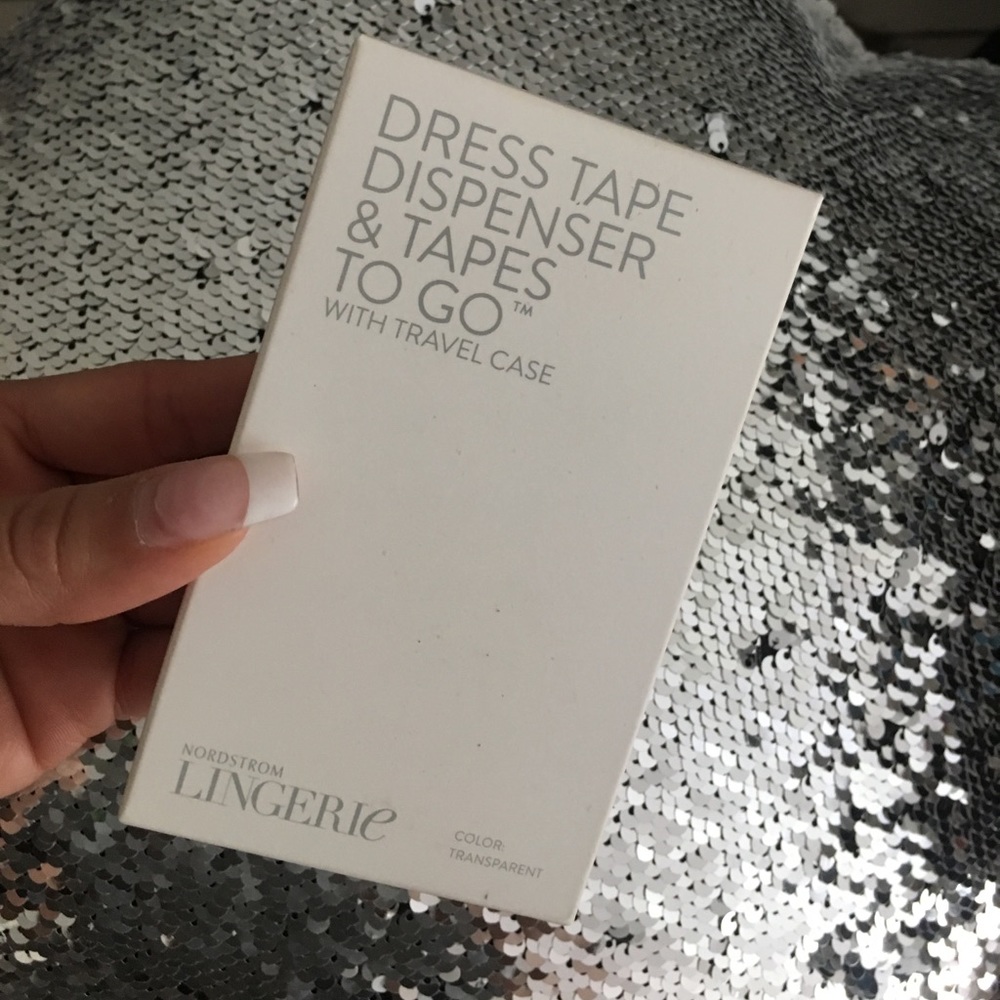 DRESS TAPE
DISPENSER
& TAPES
TO GO™
WITH TRAVEL CASE
NORDSTROM
LINGERIe
COLOR:
TRANSPARENT